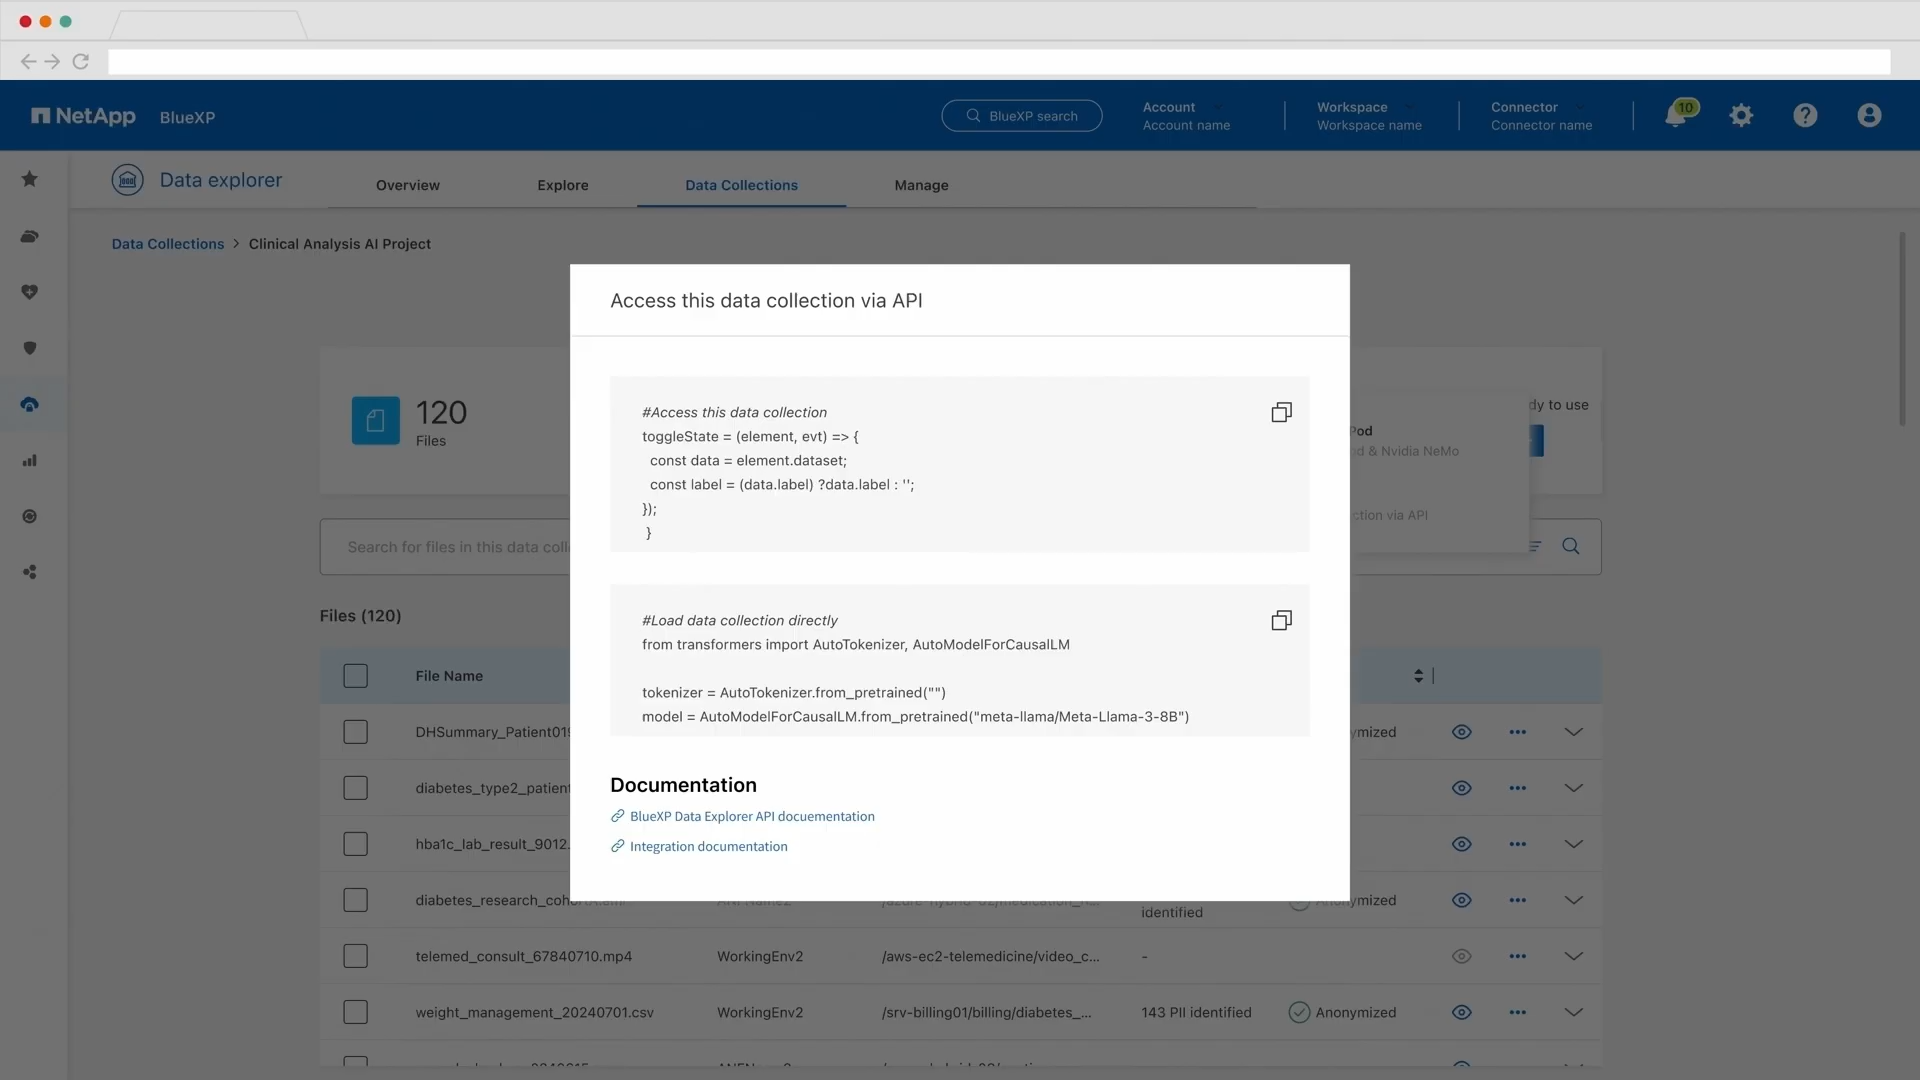 NetApp BlueXP
BlueXP search
Account
Account name
Workspace
Workspace name
Connector
Connector name
10
Data explorer
Overview
Explore
Data Collections
Manage
Data Collections > Clinical Analysis AI Project
Access this data collection via API
#Access this data collection
toggleState = (element, evt) => {
const data = element.dataset;
const label = (data.label) ?data.label : '';
});
}
#Load data collection directly
from transformers import AutoTokenizer, AutoModelForCausalLM
tokenizer = AutoTokenizer.from_pretrained("")
model = AutoModelForCausalLM.from_pretrained("meta-llama/Meta-Llama-3-8B")
Documentation
BlueXP Data Explorer API docuementation
Integration documentation
120
Files
dy to use
Pod
d & Nvidia NeMo
ction via API
Search for files in this data coll
Files (120)
File Name
DHSummary_Patient019 ymized
diabetes_type2_patient
hba1c_lab_result_9012.
diabetes_research_coho identified ymized
telemed_consult_67840710.mp4 WorkingEnv2 /aws-ec2-telemedicine/video_c... -
weight_management_20240701.csv WorkingEnv2 /srv-billing01/billing/diabetes_... 143 PII identified Anonymized